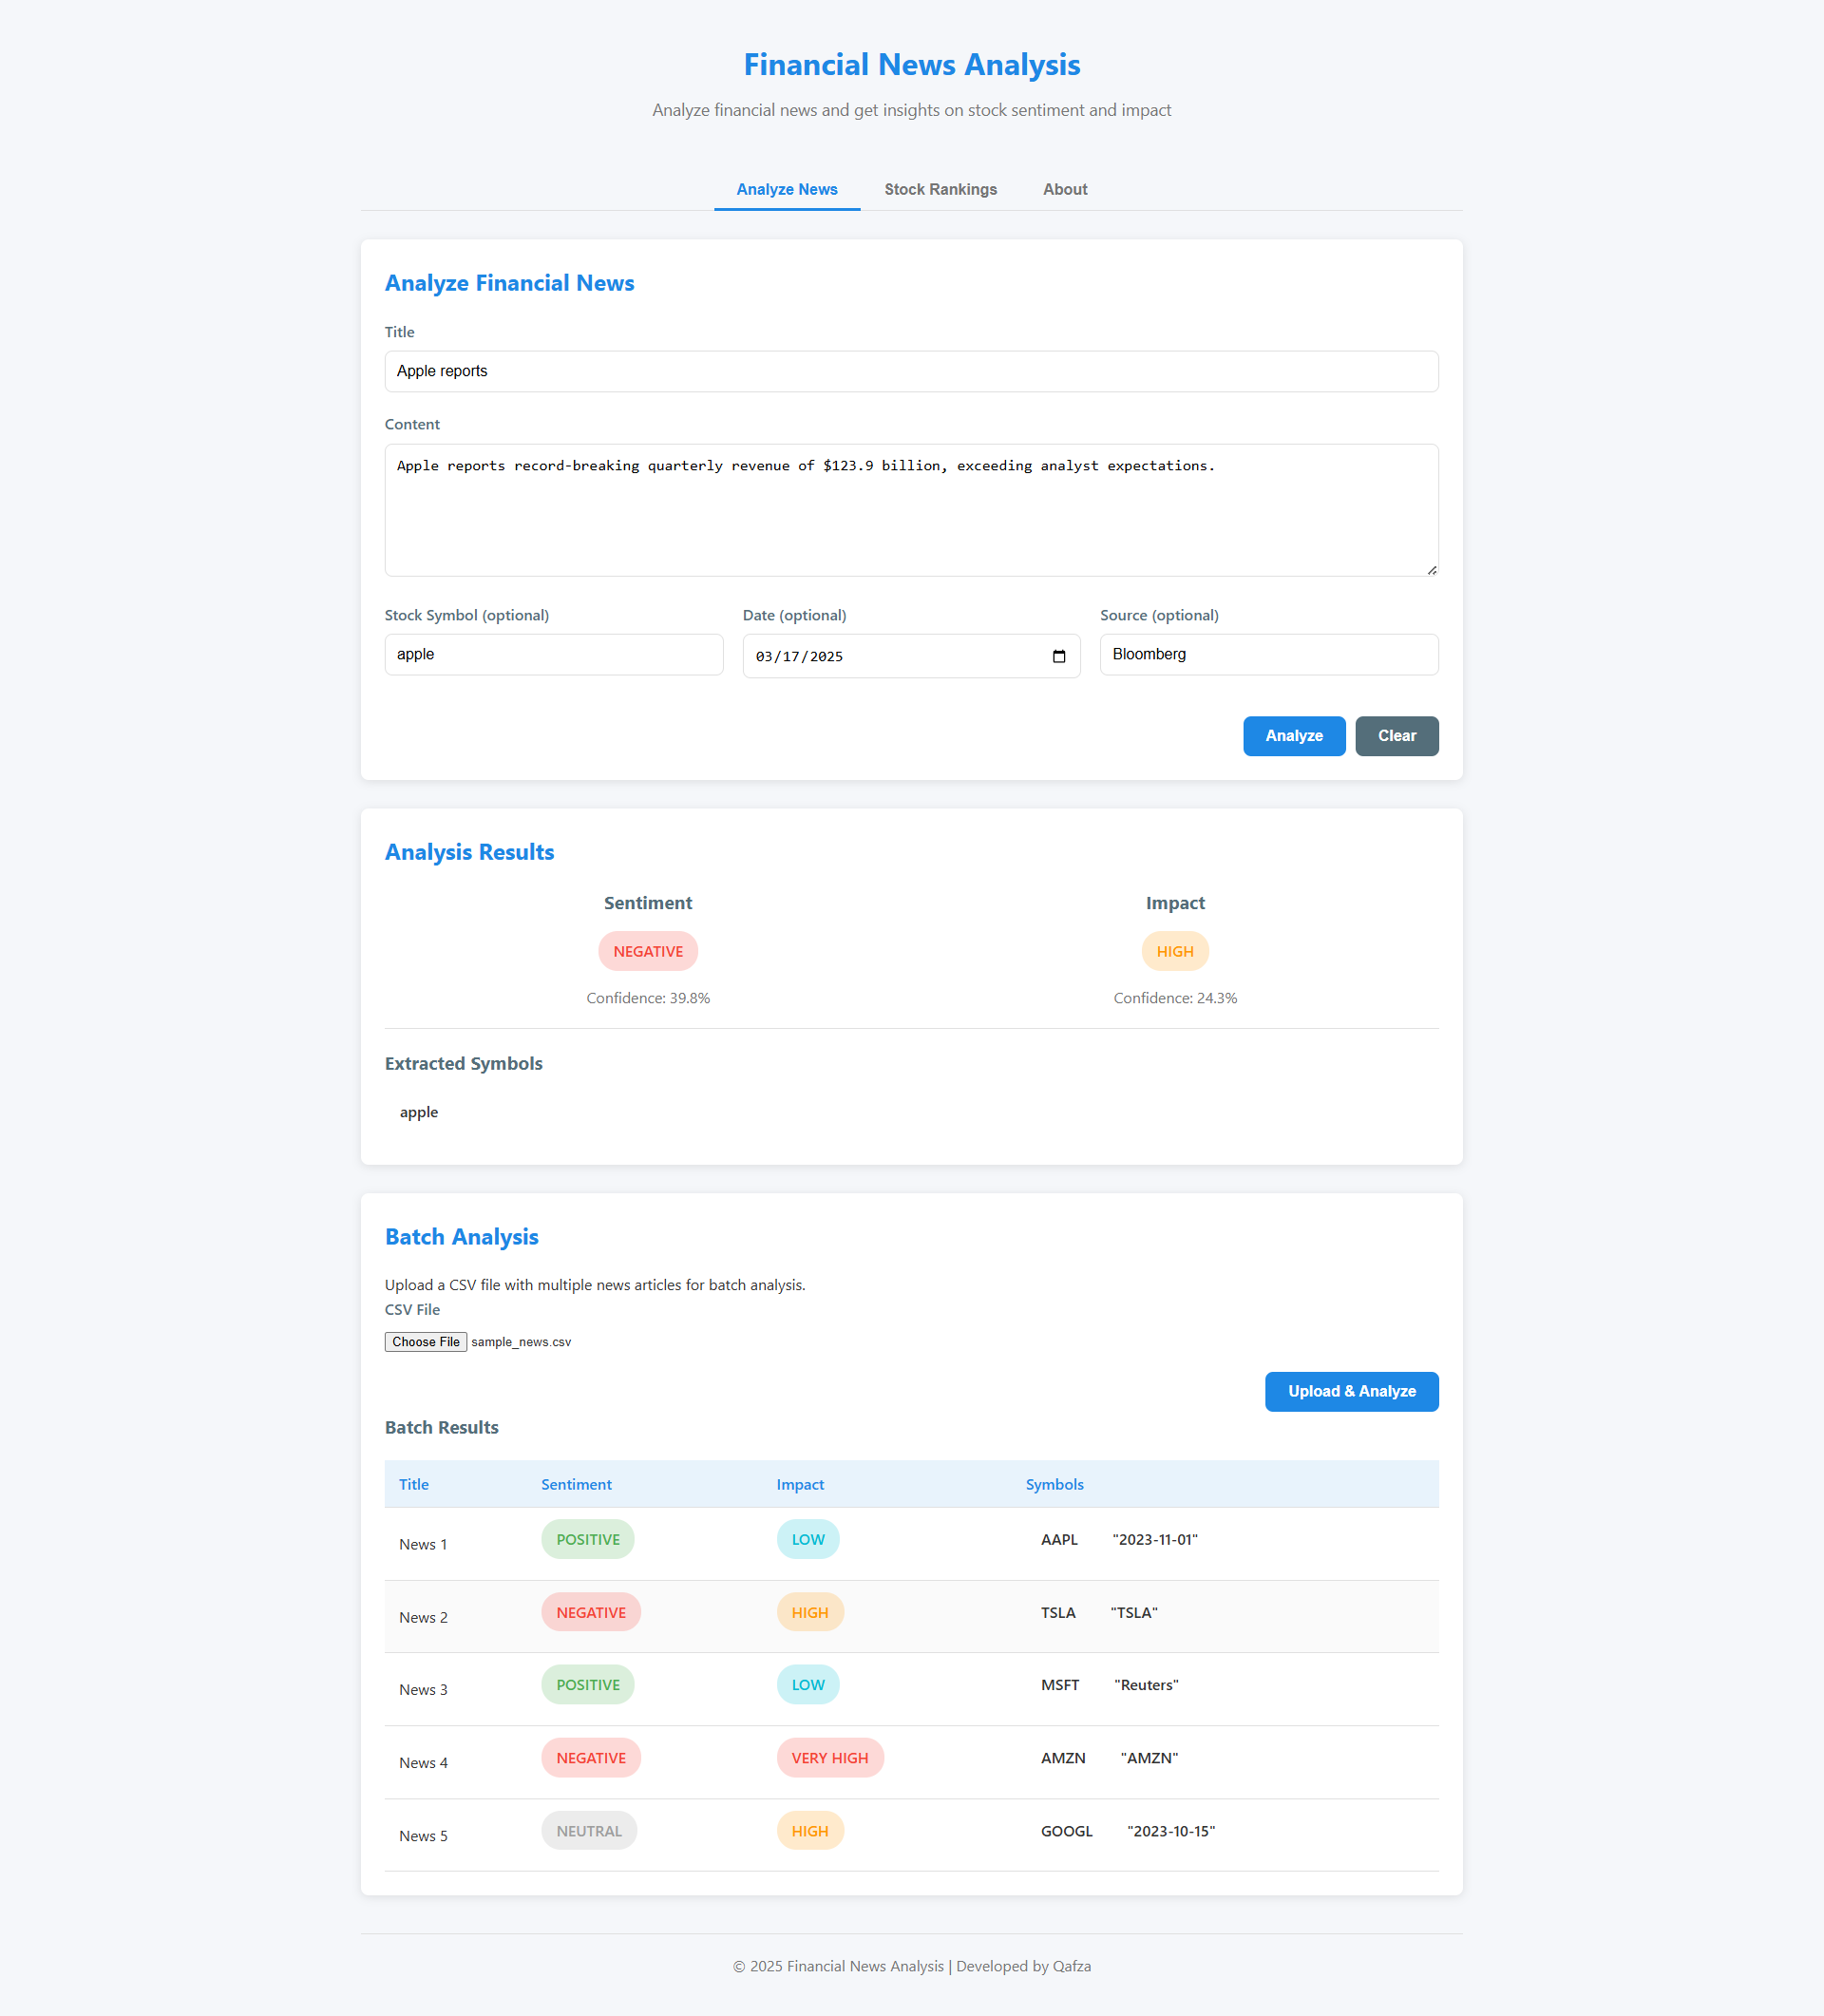 Financial News Analysis
Analyze financial news and get insights on stock sentiment and impact
Analyze News Stock Rankings About
Analyze Financial News
Title
Apple reports
Content
Apple reports record-breaking quarterly revenue of $123.9 billion, exceeding analyst expectations.
Stock Symbol (optional) Date (optional) Source (optional)
apple 03/17/2025 Bloomberg
Analyze Clear
Analysis Results
Sentiment Impact
NEGATIVE HIGH
Confidence: 39.8% Confidence: 24.3%
Extracted Symbols
apple
Batch Analysis
Upload a CSV file with multiple news articles for batch analysis.
CSV File
Choose File sample_news.csv
Upload & Analyze
Batch Results
Title Sentiment Impact Symbols
News 1 POSITIVE LOW AAPL "2023-11-01"
News 2 NEGATIVE HIGH TSLA "TSLA"
News 3 POSITIVE LOW MSFT "Reuters"
News 4 NEGATIVE VERY HIGH AMZN "AMZN"
News 5 NEUTRAL HIGH GOOGL "2023-10-15"
© 2025 Financial News Analysis | Developed by Qafza